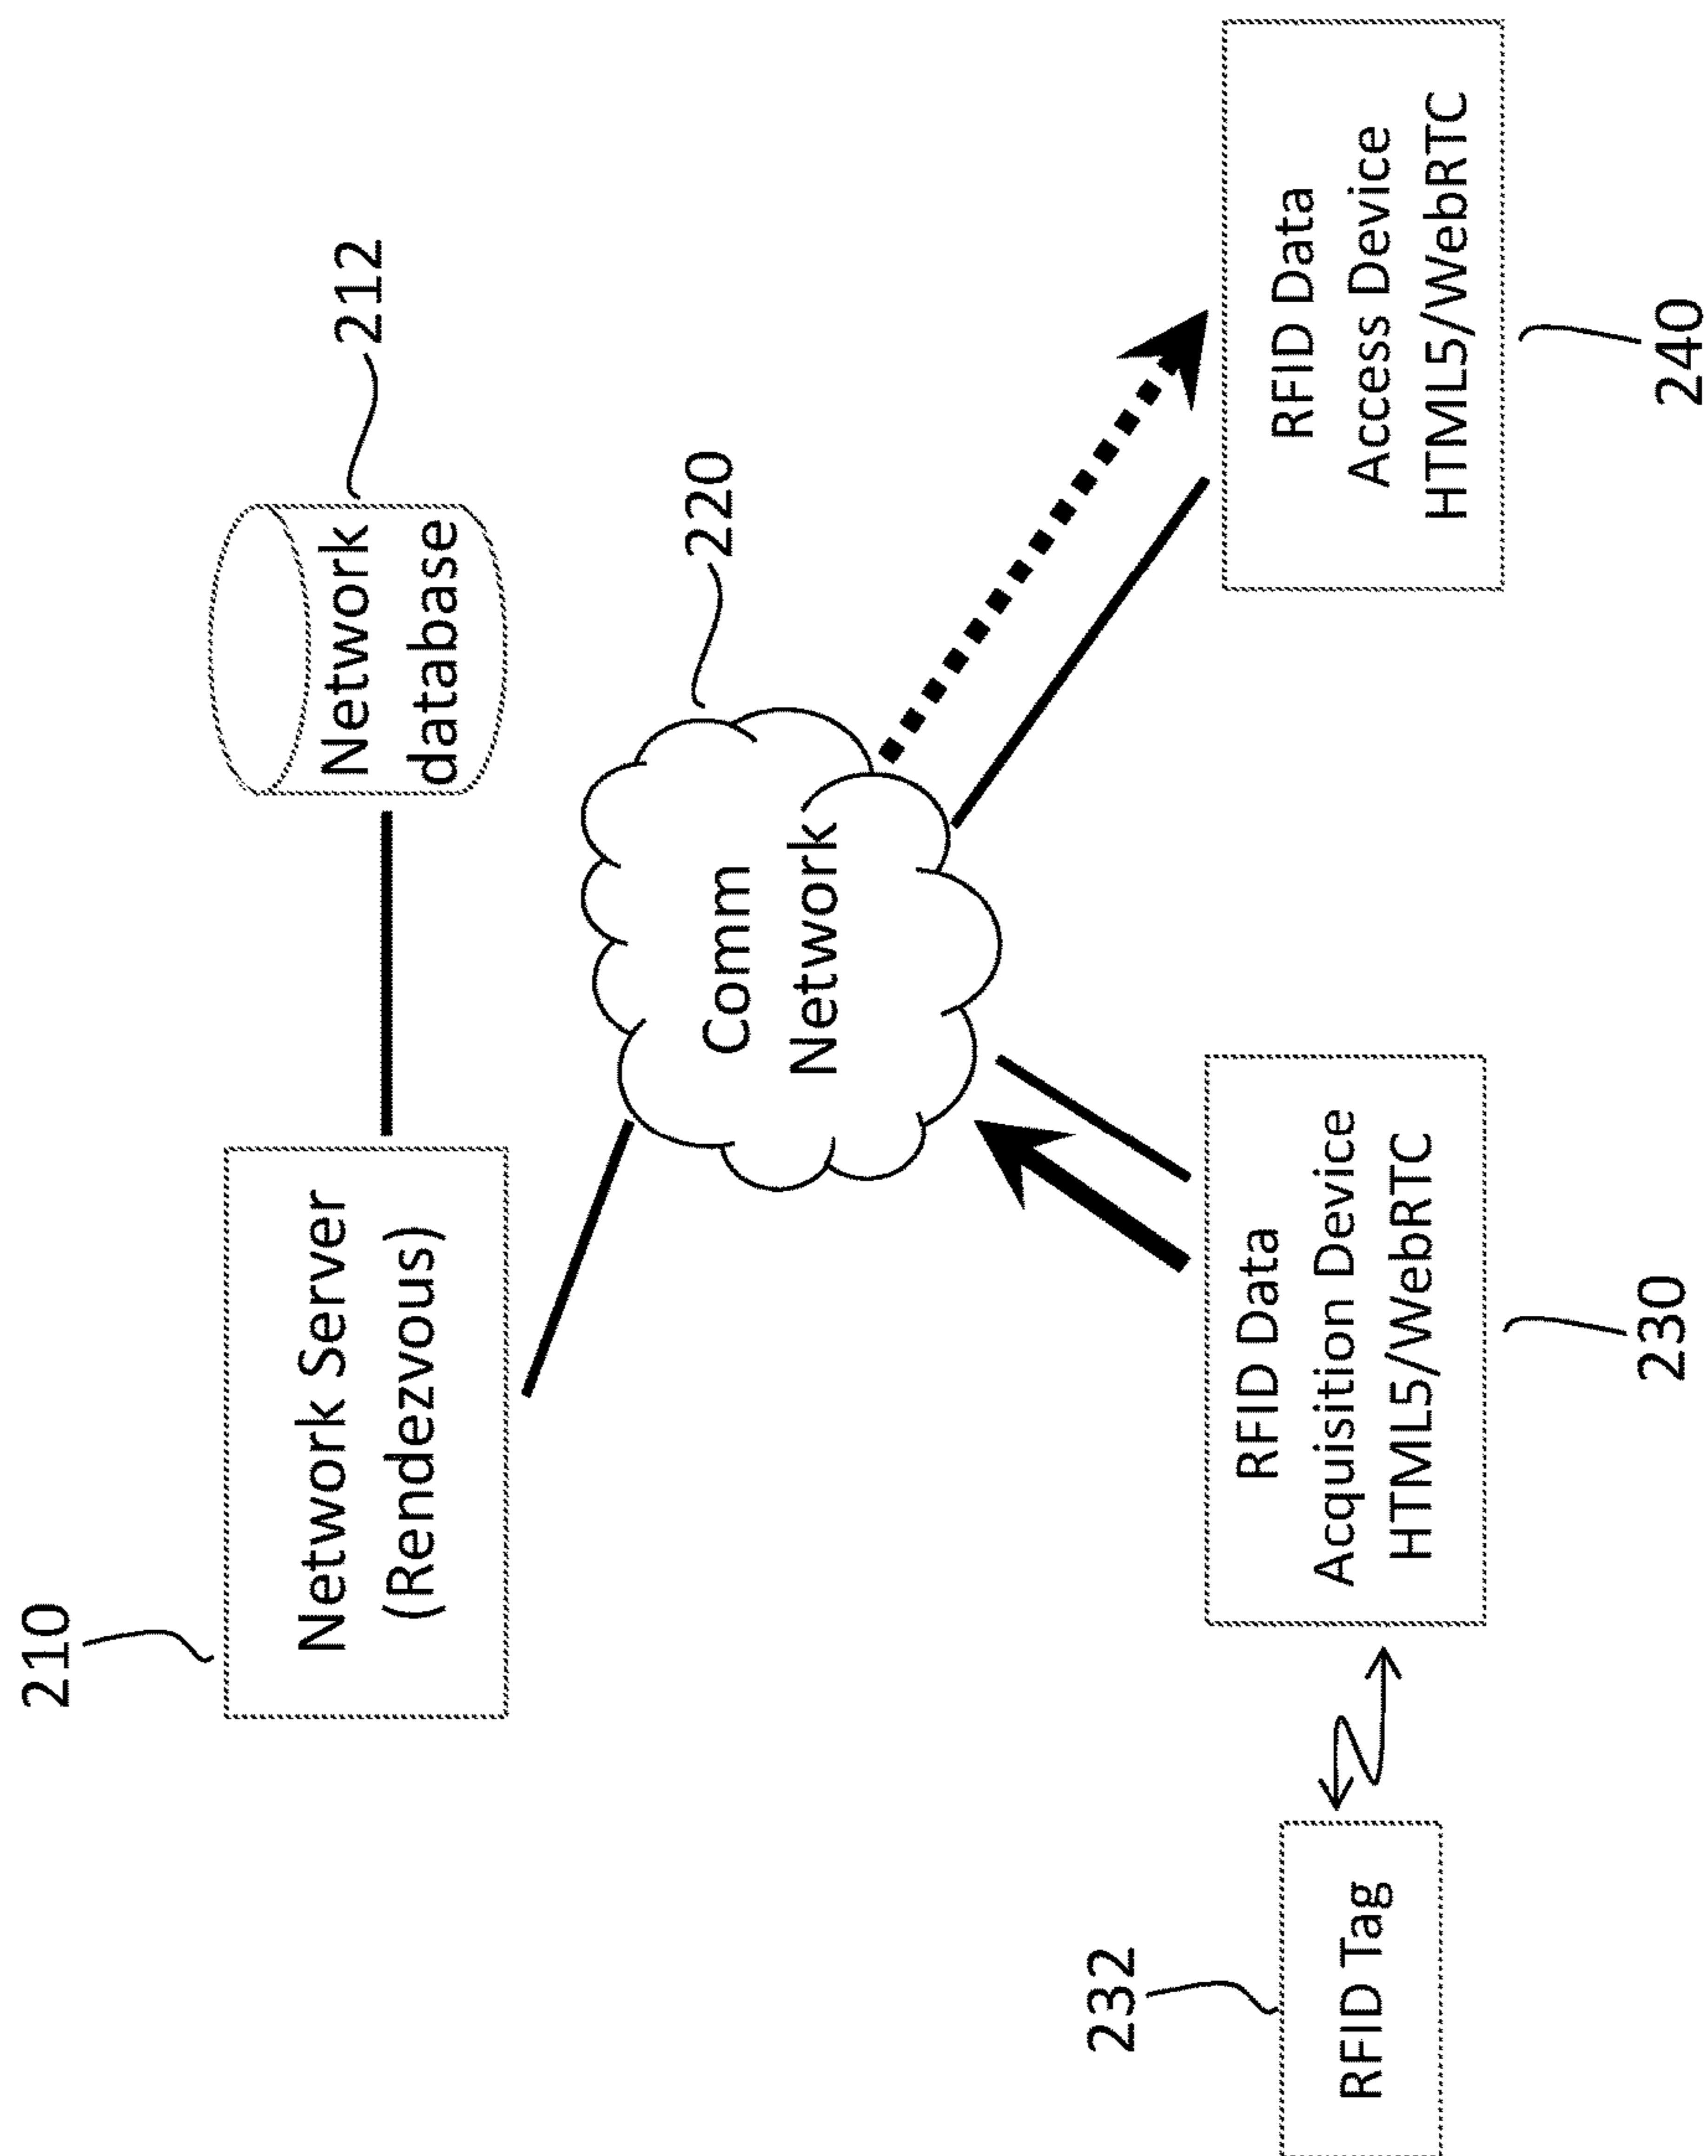 210
Network Server
(Rendezvous)
Network
database
212
Comm
Network
220
232
RFID Tag
RFID Data
Acquisition Device
HTML5/WebRTC
230
RFID Data
Access Device
HTML5/WebRTC
240